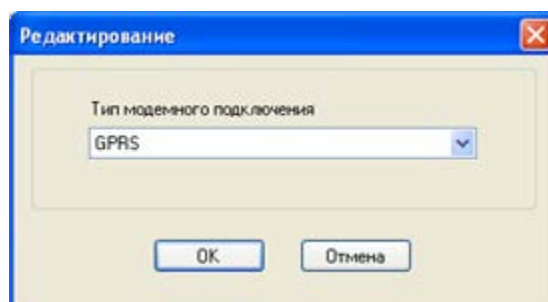 Редактирование
Тип модемного подключения
GPRS
OK
Отмена